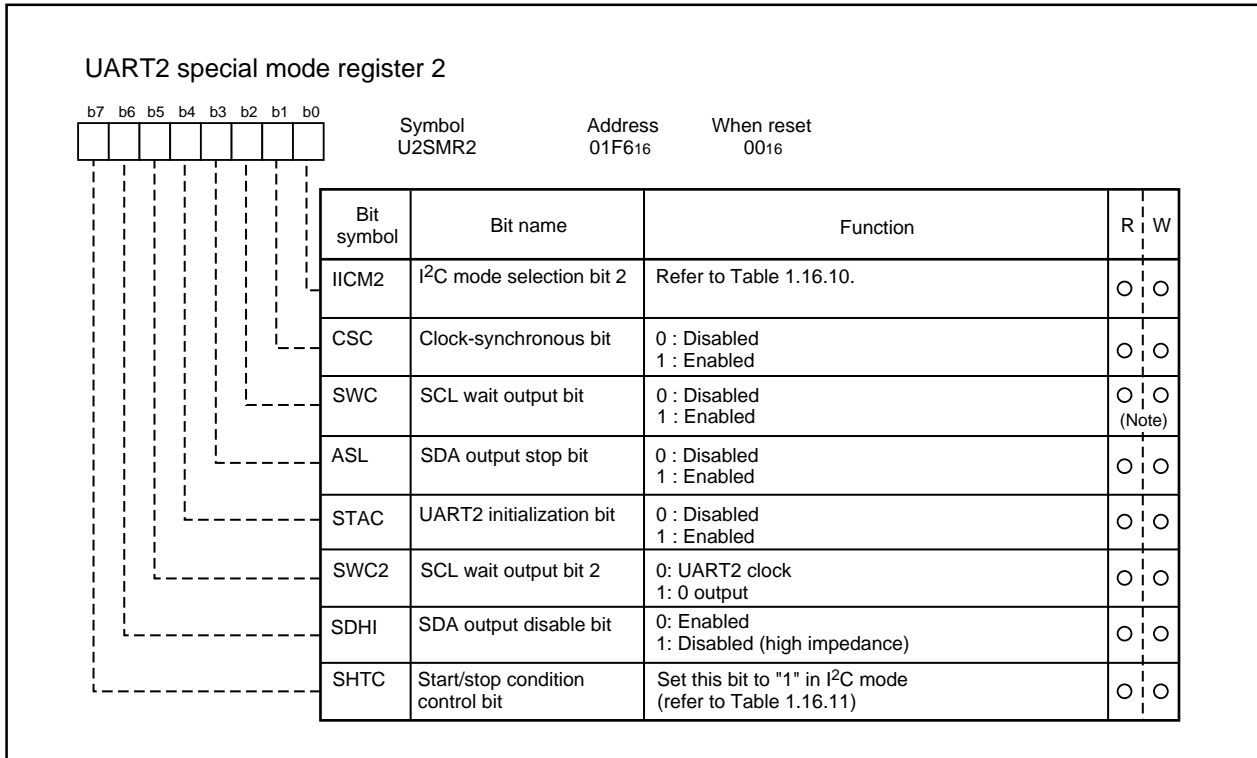 UART2 special mode register 2
b7 b6 b5 b4 b3 b2 b1 b0
Symbol Address When reset
U2SMR2 01F616 0016
Bit symbol Bit name Function R W
IICM2 I2C mode selection bit 2 Refer to Table 1.16.10.
CSC Clock-synchronous bit 0 : Disabled
1 : Enabled
SWC SCL wait output bit 0 : Disabled
1 : Enabled
(Note)
ASL SDA output stop bit 0 : Disabled
1 : Enabled
STAC UART2 initialization bit 0 : Disabled
1 : Enabled
SWC2 SCL wait output bit 2 0: UART2 clock
1: 0 output
SDHI SDA output disable bit 0: Enabled
1: Disabled (high impedance)
SHTC Start/stop condition control bit Set this bit to "1" in I2C mode
(refer to Table 1.16.11)